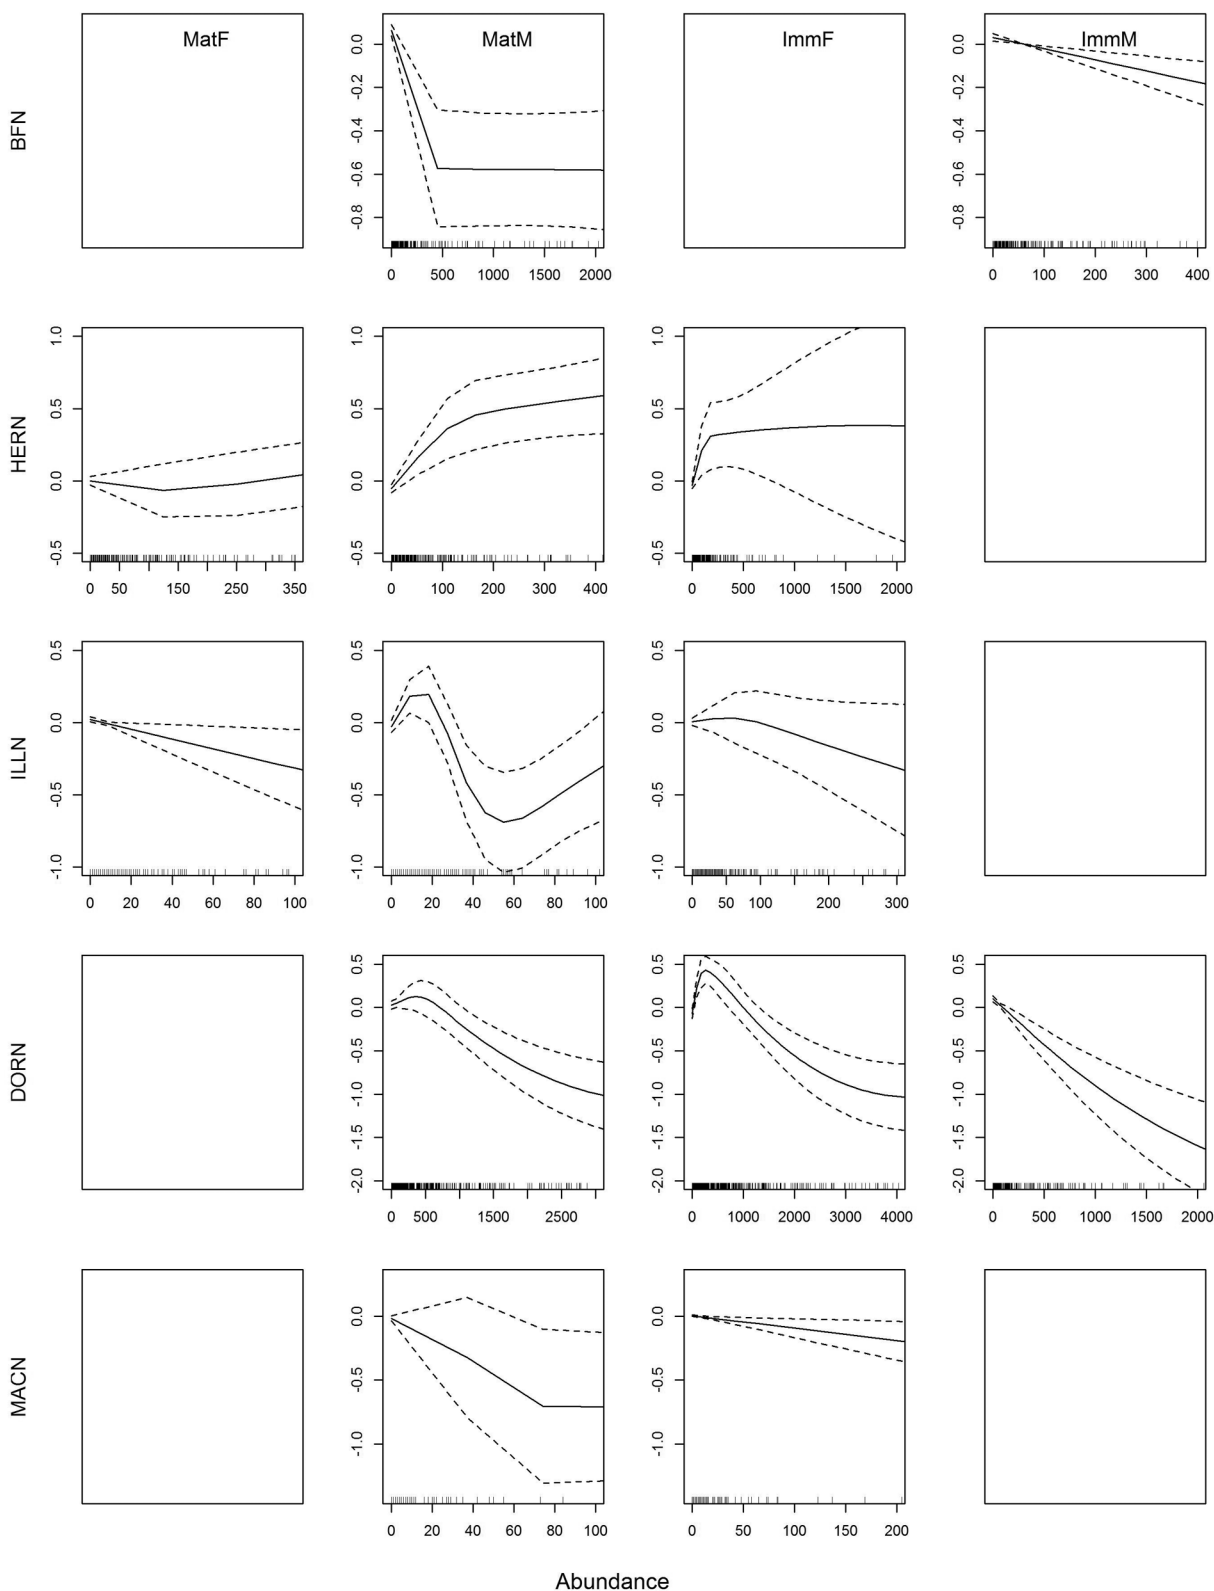 MatF MatM ImmF ImmM
BFN
0.0 -0.2 -0.4 -0.6 -0.8
0 500 1000 1500 2000
0.0 -0.2 -0.4 -0.6 -0.8
0 100 200 300 400
HERN
1.0 0.5 0.0 -0.5
0 50 150 250 350
1.0 0.5 0.0 -0.5
0 100 200 300 400
1.0 0.5 0.0 -0.5
0 500 1000 2000
ILLN
0.5 0.0 -0.5 -1.0
0 20 40 60 80 100
0.5 0.0 -0.5 -1.0
0 20 40 60 80 100
0.5 0.0 -0.5 -1.0
0 50 100 200 300
DORN
0.5 0.0 -0.5 -1.0 -1.5 -2.0
0 500 1500 2500
0.5 0.0 -0.5 -1.0 -1.5 -2.0
0 1000 2000 3000 4000
0.5 0.0 -0.5 -1.0 -1.5 -2.0
0 500 1000 2000
MACN
0.0 -0.5 -1.0
0 20 40 60 80 100
0.0 -0.5 -1.0
0 50 100 150 200
Abundance